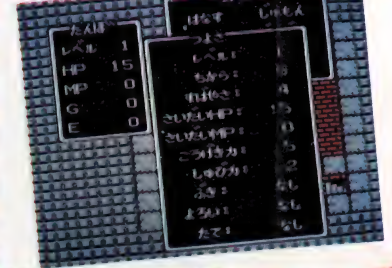 はなす じゅもん
レベル 1
HP 15
MP 0
G 0
E 0
つよさ
レベル:
ちから:
すばやさ: 4
さいだいHP: 15
さいだいMP: 0
こうげき力:
しゅび力: 2
ぶき: なし
よろい: なし
たて: なし